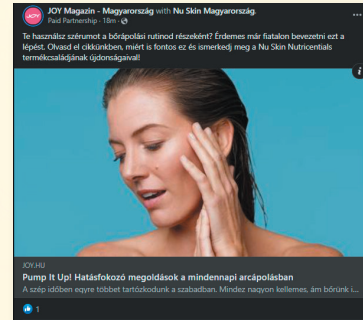 JOY Magazin - Magyarország with Nu Skin Magyarország.
Paid Partnership · 18m ·
Te használsz szérumot a bőrápolási rutinod részeként? Érdemes már fiatalon bevezetni ezt a
lépést. Olvasd el cikkünkben, miért is fontos ez és ismerkedj meg a Nu Skin Nutricentials
termékcsaládjának újdonságaival!
JOY.HU
Pump It Up! Hatásfokozó megoldások a mindennapi arcápolásban
A szép időben egyre többet tartózkodunk a szabadban. Mindez nagyon kellemes, ám bőrünk i...
1